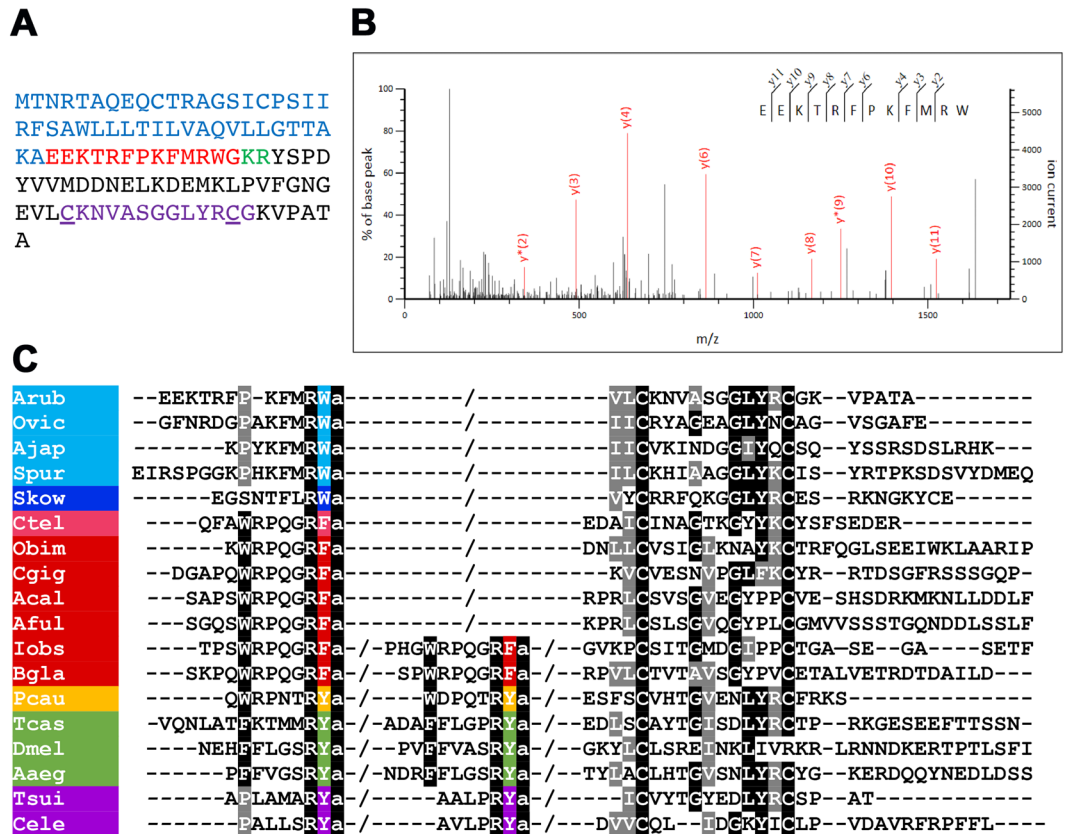 A
MTNRTAQEQCTRAGSICPSII
RFSAWLLLTILVAQVLLGTTA
KAEEKTRFPKFMRWGKRYSPD
YVVMDDNELKDEMKLPVFGNG
EVLCKNVASGGLYRCGKVPAT
A
B
y11 y10 y9 y8 y7 y6 y4 y3 y2
E E K T R F P K F M R W
% of base peak
100
80
60
40
20
0
y*(2)
y(3)
y(4)
y(6)
y(7)
y(8)
y*(9)
y(10)
y(11)
5000
4000
3000
2000
1000
0
ion current
0 500 1000 1500
m/z
C
Arub --EEKTRFP-KFMRWa---------/----------VLCKNVASGGLYRCGK--VPATA---------
Ovic --GFNRDGPAKFMRWa---------/----------IICRYAGEAGLYNCAG--VSGAFE--------
Ajap -------KPYKFMRWa---------/----------IICVKINDGGIYQCSQ--YSSRSDSLRHK---
Spur EIRSPGGKPHKFMRWa---------/----------ILCKHIAAGGLYKCIS--YRTPKSDSVYDMEQ
Skow ------EGSNTFLRWa---------/----------VYCRRFQKGGLYRCES--RKNGKYCE------
Ctel -----QFAWRPQGRFa---------/--------EDAICINAGTKGYYKCYSFSEDER----------
Obim -------KWRPQGRFa---------/--------DNLLCVSIGLKNAYKCTRFQGLSEEIWKLAARIP
Cgig ---DGAPQWRPQGRFa---------/----------KVCVESNVPGLFKCYR--RTDSGFRSSSGQP-
Acal ----SAPSWRPQGRFa---------/--------RPRLCSVSGVEGYPPCVE-SHSDRKMKNLLDDLF
Aful ----SGQSWRPQGRFa---------/--------KPRLCSLSGVQGYPLCGMVVSSSTGQNDDLSSLF
Iobs -----TPSWRPQGRFa-/-PHGWRPQGRFa-/--GVKPCSITGMDGIPPCTGA-SE--GA----SETF
Bgla ----SKPQWRPQGRFa-/--SPWRPQGRFa-/--RPVLCTVTAVSGYPVCETALVETRDTDAILD---
Pcau -------QWRPNTRYa-/----WDPQTRYa-/--ESFSCVHTGVENLYRCFRKS--------------
Tcas -VQNLATFKTMMRYa-/-ADAFFLGPRYa-/--EDLSCAYTGISDLYRCTP--RKGESEEFTTSSN-
Dmel -----NEHFFLGSRYa-/--PVFFVASRYa-/--GKYLCLSREINKLIVRKR-LRNNDKERTPTLSFI
Aaeg -------PFFVGSRYa-/-NDRFFLGSRYa-/--TYLACLHTGVSNLYRCYG--KERDQQYNEDLDSS
Tsui -------APLAMARYa-/-----AALPRYa-/-----ICVYTGYEDLYRCSP--AT------------
Cele --------PALLSRYa-/-----AVLPRYa-/---DVVCQL--IDGKYICLP--VDAVRFRPFFL---